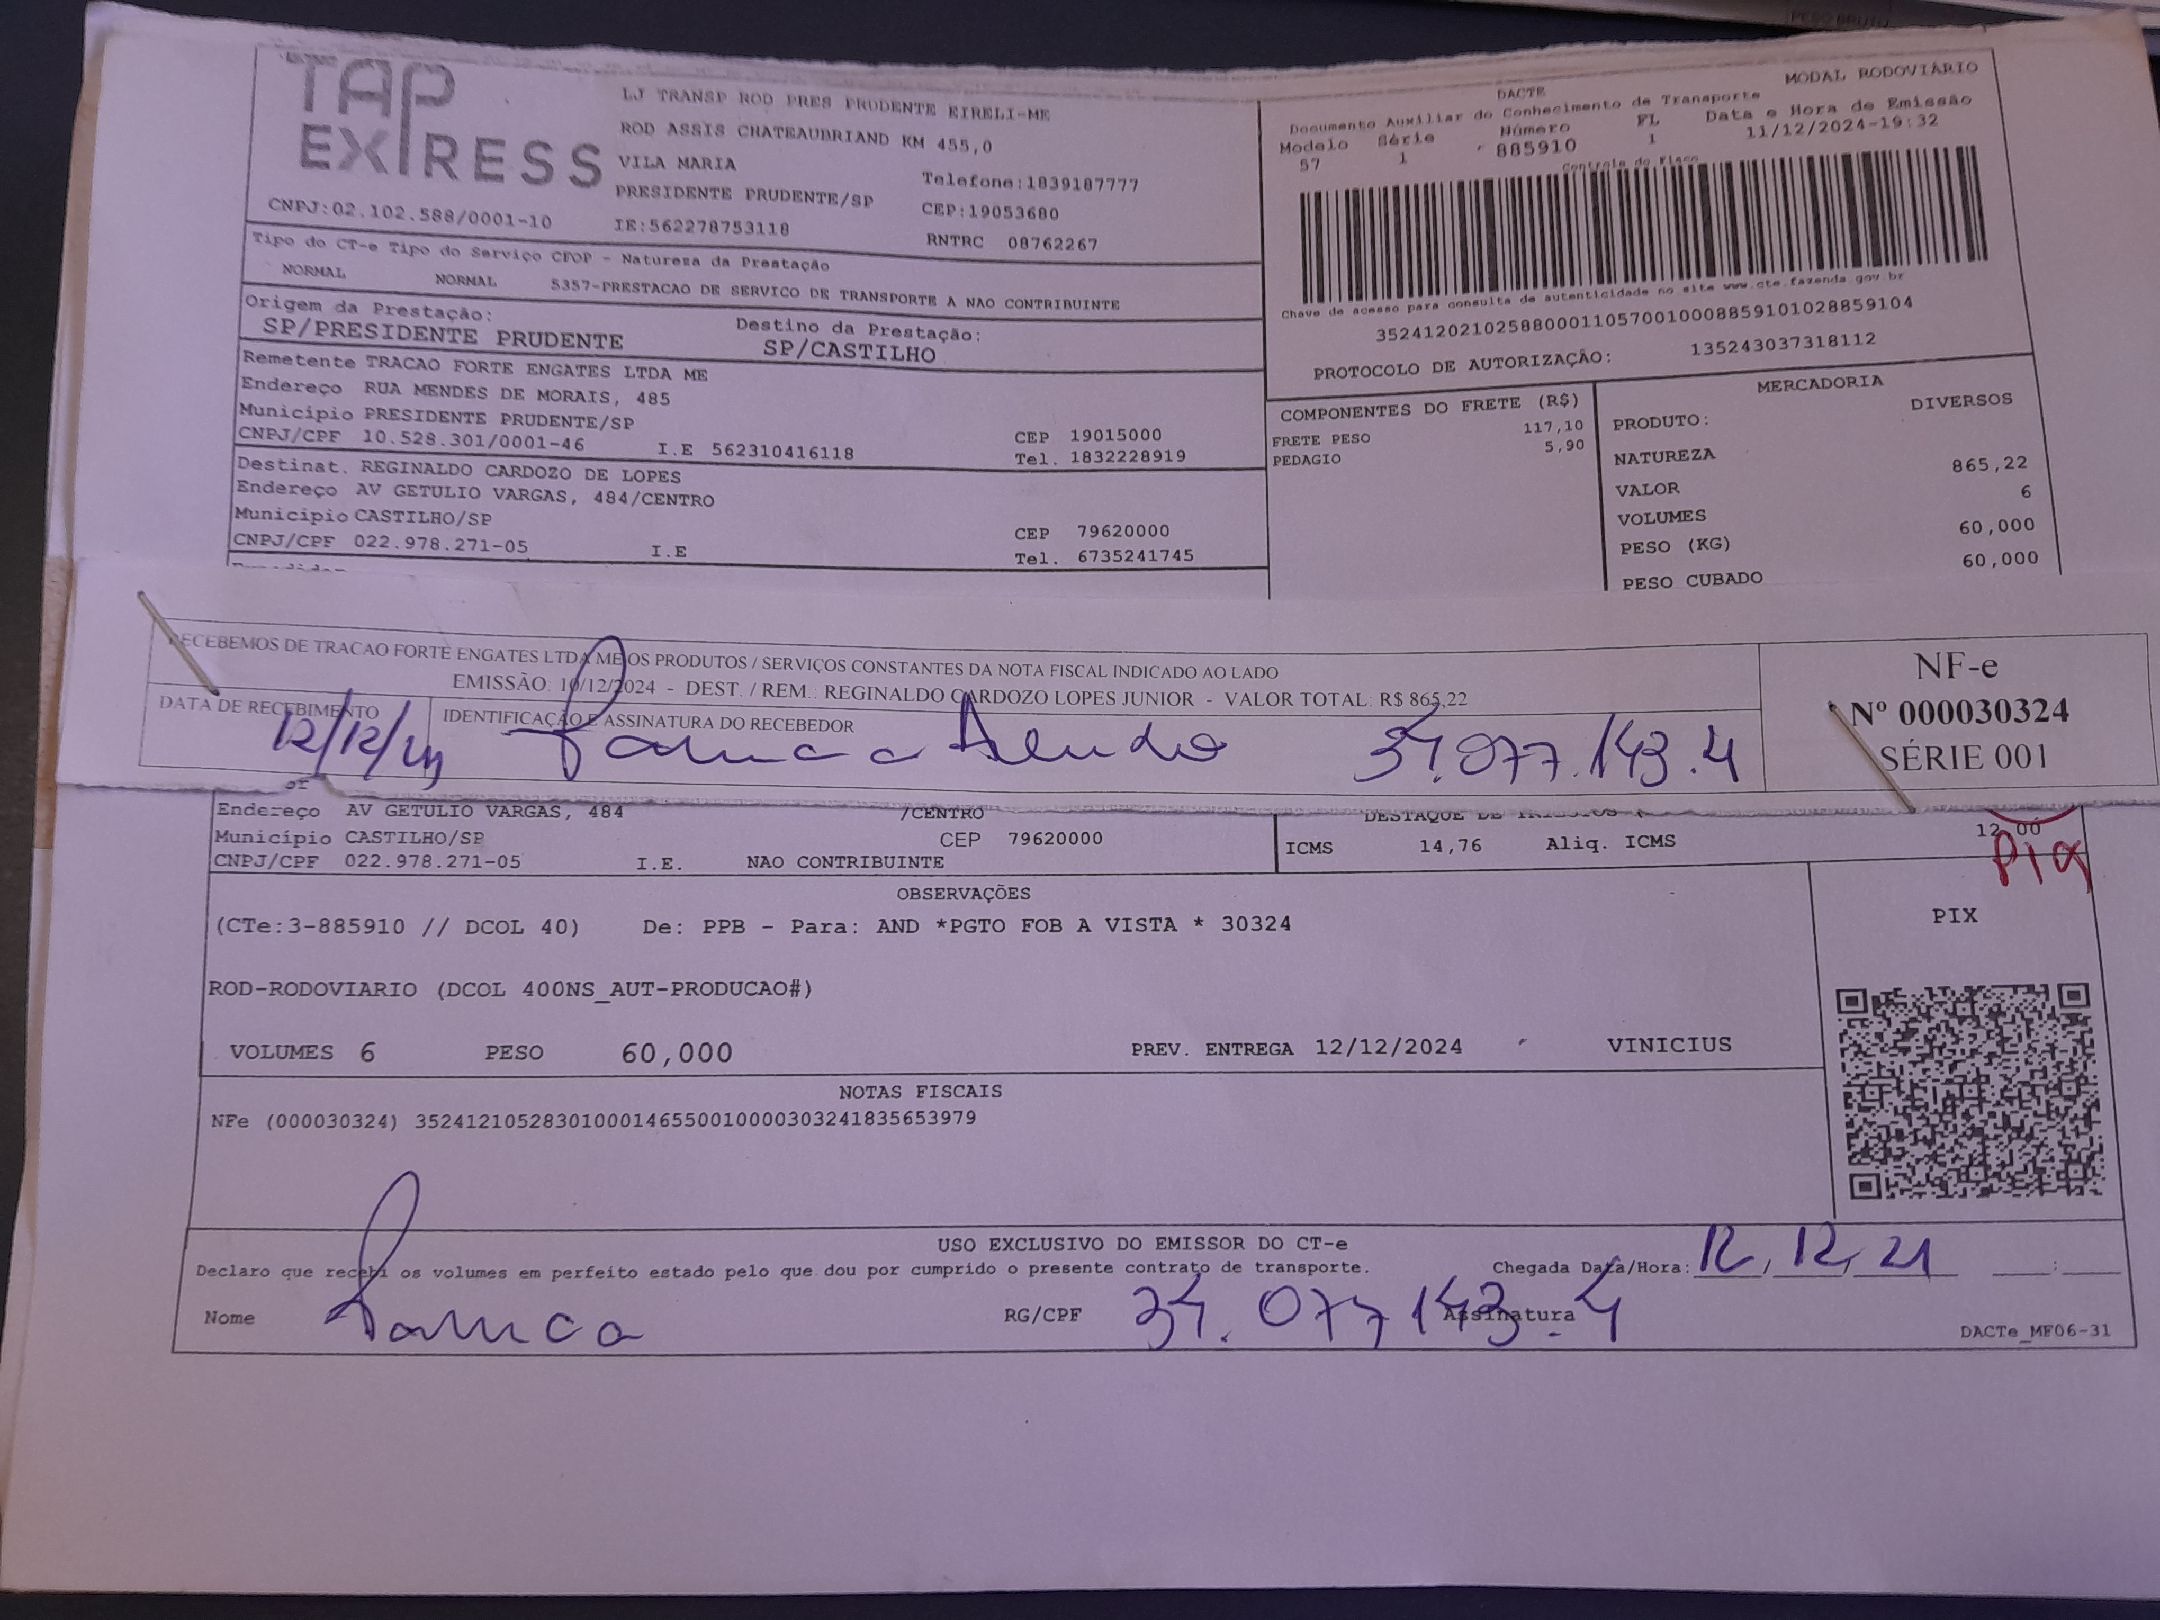 TAP
EXPRESS
CNPJ:02.102.588/0001-10
LJ TRANSP ROD PRES PRUDENTE EIRELI-ME
ROD ASSIS CHATEAUBRIAND KM 455,0
VILA MARIA
PRESIDENTE PRUDENTE/SP
IE:562278753118
Telefone:1839187777
CEP:19053680
RNTRC 08762267
DACTE
MODAL RODOVIÁRIO
Documento Auxiliar do Conhecimento de Transporte
Modelo Série Número FL Data e Hora de Emissão
57 1 885910 1 11/12/2024-19:32
Controle do Fisco
Chave de acesso para consulta de autenticidade no site www.cte.fazenda.gov.br
35241202102588000110570010008859101028859104
PROTOCOLO DE AUTORIZAÇÃO: 135243037318112
Tipo do CT-e Tipo do Serviço CFOP - Natureza da Prestação
NORMAL NORMAL 5357-PRESTACAO DE SERVICO DE TRANSPORTE A NAO CONTRIBUINTE
Origem da Prestação: Destino da Prestação:
SP/PRESIDENTE PRUDENTE SP/CASTILHO
Remetente TRACAO FORTE ENGATES LTDA ME
Endereço RUA MENDES DE MORAIS, 485
Município PRESIDENTE PRUDENTE/SP CEP 19015000
CNPJ/CPF 10.528.301/0001-46 I.E 562310416118 Tel. 1832228919
Destinat. REGINALDO CARDOZO DE LOPES
Endereço AV GETULIO VARGAS, 484/CENTRO
Município CASTILHO/SP CEP 79620000
CNPJ/CPF 022.978.271-05 I.E Tel. 6735241745
COMPONENTES DO FRETE (R$)
FRETE PESO 117,10
PEDAGIO 5,90
MERCADORIA
PRODUTO: DIVERSOS
NATUREZA
VALOR 865,22
VOLUMES 6
PESO (KG) 60,000
PESO CUBADO 60,000
RECEBEMOS DE TRACAO FORTE ENGATES LTDA ME OS PRODUTOS / SERVIÇOS CONSTANTES DA NOTA FISCAL INDICADO AO LADO
EMISSÃO: 10/12/2024 - DEST. / REM.: REGINALDO CARDOZO LOPES JUNIOR - VALOR TOTAL: R$ 865,22
DATA DE RECEBIMENTO IDENTIFICAÇÃO E ASSINATURA DO RECEBEDOR
12/12/24 34.077.143.4
NF-e
Nº 000030324
SÉRIE 001
Endereço AV GETULIO VARGAS, 484 /CENTRO
Município CASTILHO/SP CEP 79620000
CNPJ/CPF 022.978.271-05 I.E. NAO CONTRIBUINTE
ICMS 14,76 Aliq. ICMS 12,00
OBSERVAÇÕES
(CTe:3-885910 // DCOL 40) De: PPB - Para: AND *PGTO FOB A VISTA * 30324
ROD-RODOVIARIO (DCOL 400NS_AUT-PRODUCAO#)
VOLUMES 6 PESO 60,000 PREV. ENTREGA 12/12/2024 VINICIUS
PIX
NOTAS FISCAIS
NFe (000030324) 35241210528301000146550010000303241835653979
USO EXCLUSIVO DO EMISSOR DO CT-e
Declaro que recebi os volumes em perfeito estado pelo que dou por cumprido o presente contrato de transporte. Chegada Data/Hora: 12, 12, 21
Nome RG/CPF 34.077143.4 Assinatura
DACTe_MF06-31